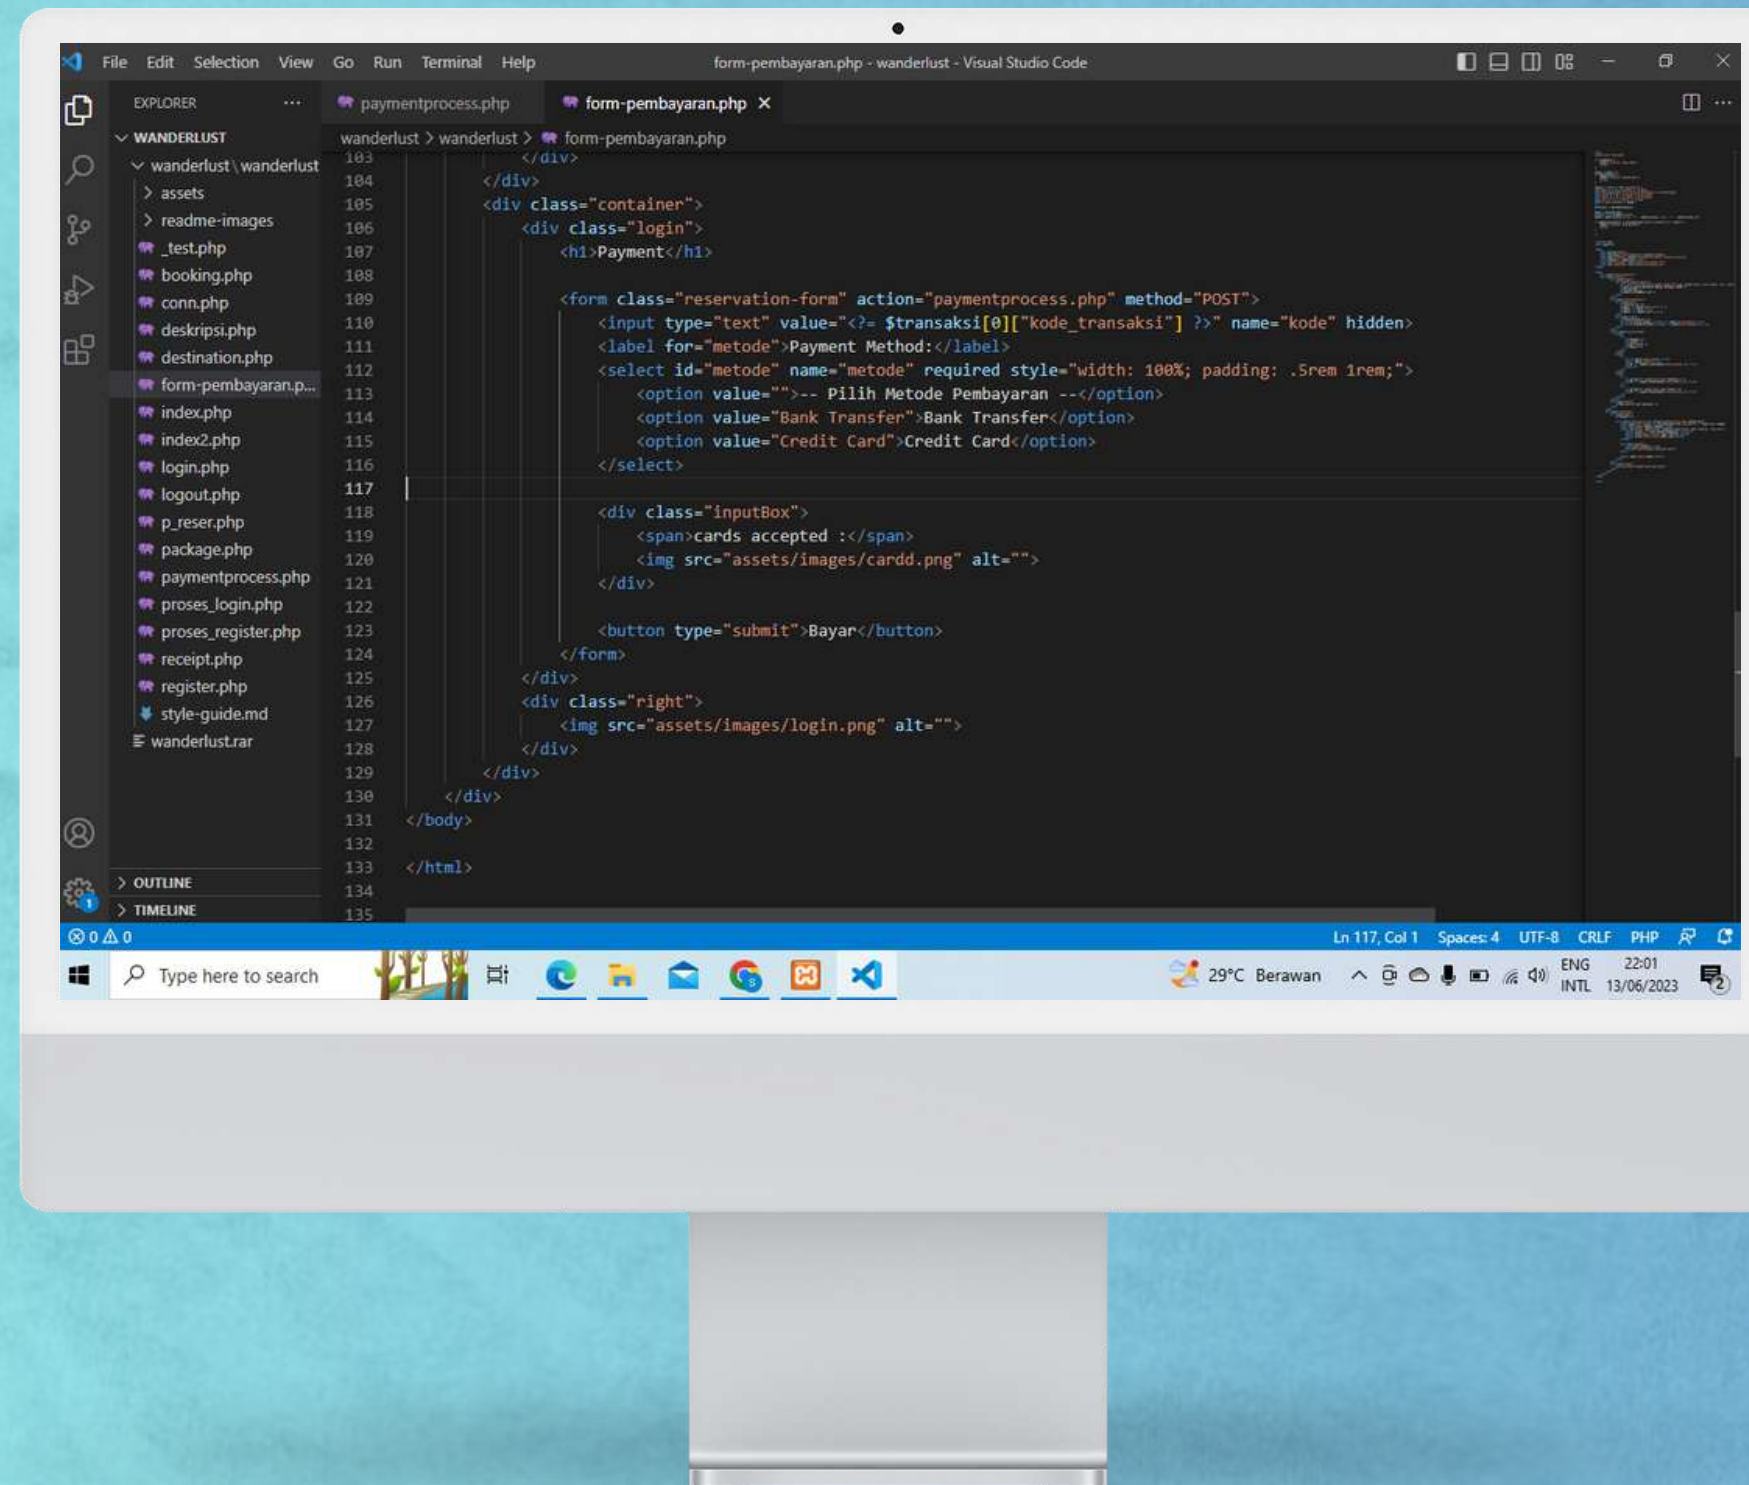 File Edit Selection View Go Run Terminal Help
form-pembayaran.php - wanderlust - Visual Studio Code
EXPLORER
WANDERLUST
wanderlust\wanderlust
assets
readme-images
_test.php
booking.php
conn.php
deskripsi.php
destination.php
form-pembayaran.p...
index.php
index2.php
login.php
logout.php
p_reser.php
package.php
paymentprocess.php
proses_login.php
proses_register.php
receipt.php
register.php
style-guide.md
wanderlust.rar
OUTLINE
TIMELINE
paymentprocess.php form-pembayaran.php
wanderlust > wanderlust > form-pembayaran.php
103 </div>
104 </div>
105 <div class="container">
106 <div class="login">
107 <h1>Payment</h1>
108
109 <form class="reservation-form" action="paymentprocess.php" method="POST">
110 <input type="text" value="<?= $transaksi[0]["kode_transaksi"] ?>" name="kode" hidden>
111 <label for="metode">Payment Method:</label>
112 <select id="metode" name="metode" required style="width: 100%; padding: .5rem 1rem;">
113 <option value="">-- Pilih Metode Pembayaran --</option>
114 <option value="Bank Transfer">Bank Transfer</option>
115 <option value="Credit Card">Credit Card</option>
116 </select>
117
118 <div class="inputBox">
119 <span>cards accepted :</span>
120 <img src="assets/images/cardd.png" alt="">
121 </div>
122
123 <button type="submit">Bayar</button>
124 </form>
125 </div>
126 <div class="right">
127 <img src="assets/images/login.png" alt="">
128 </div>
129 </div>
130 </div>
131 </body>
132
133 </html>
134
135
0 0
Ln 117, Col 1 Spaces: 4 UTF-8 CRLF PHP
Type here to search
29°C Berawan
ENG
INTL
22:01
13/06/2023
2
1